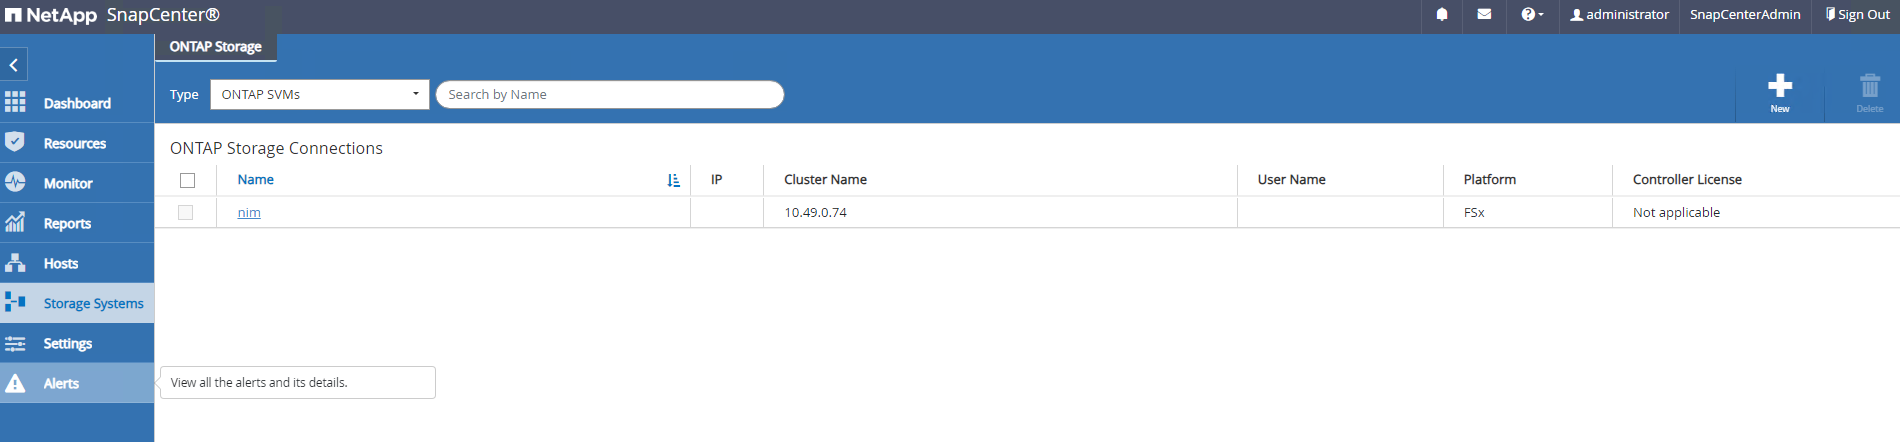 NetApp SnapCenter®
administrator SnapCenterAdmin Sign Out
ONTAP Storage
Type ONTAP SVMs Search by Name
New Delete
Dashboard
Resources
Monitor
Reports
Hosts
Storage Systems
Settings
Alerts
ONTAP Storage Connections
Name IP Cluster Name User Name Platform Controller License
nim 10.49.0.74 FSx Not applicable
View all the alerts and its details.